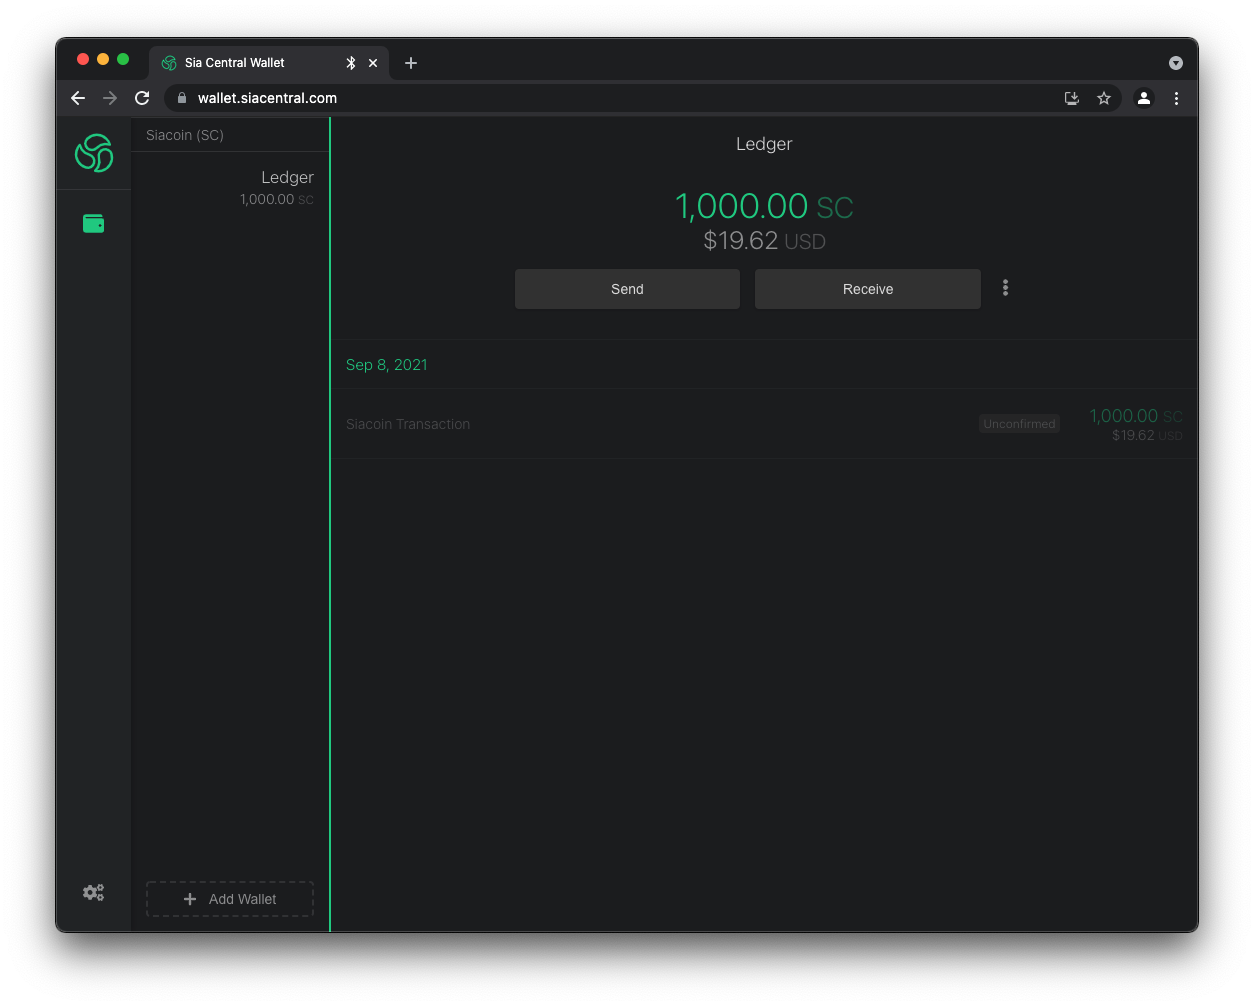 Sia Central Wallet
wallet.siacentral.com
Siacoin (SC)
Ledger
1,000.00 SC
Add Wallet
Ledger
1,000.00 SC
$19.62 USD
Send
Receive
Sep 8, 2021
Siacoin Transaction
Unconfirmed
1,000.00 SC
$19.62 USD